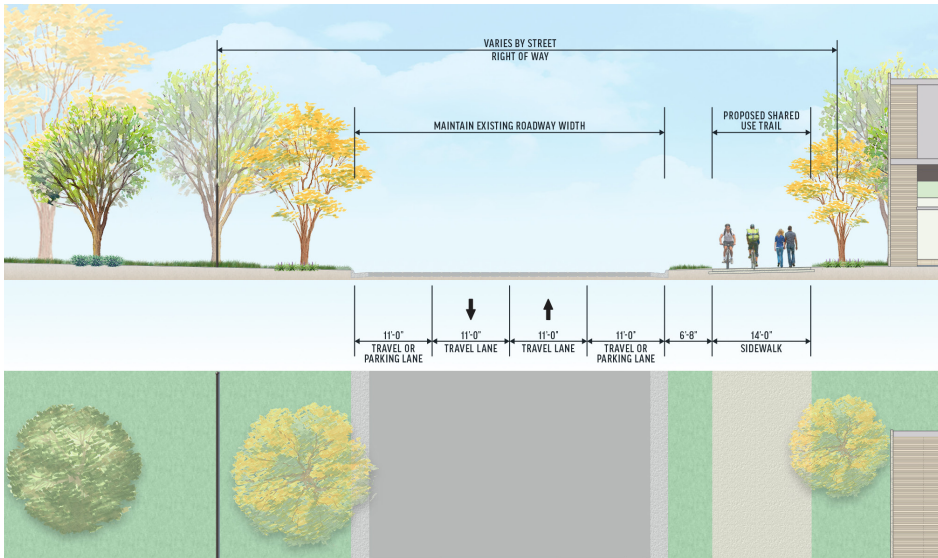 VARIES BY STREET
RIGHT OF WAY
MAINTAIN EXISTING ROADWAY WIDTH
PROPOSED SHARED
USE TRAIL
11'-0"
TRAVEL OR
PARKING LANE
11'-0"
TRAVEL LANE
11'-0"
TRAVEL LANE
11'-0"
TRAVEL OR
PARKING LANE
6'-8"
14'-0"
SIDEWALK